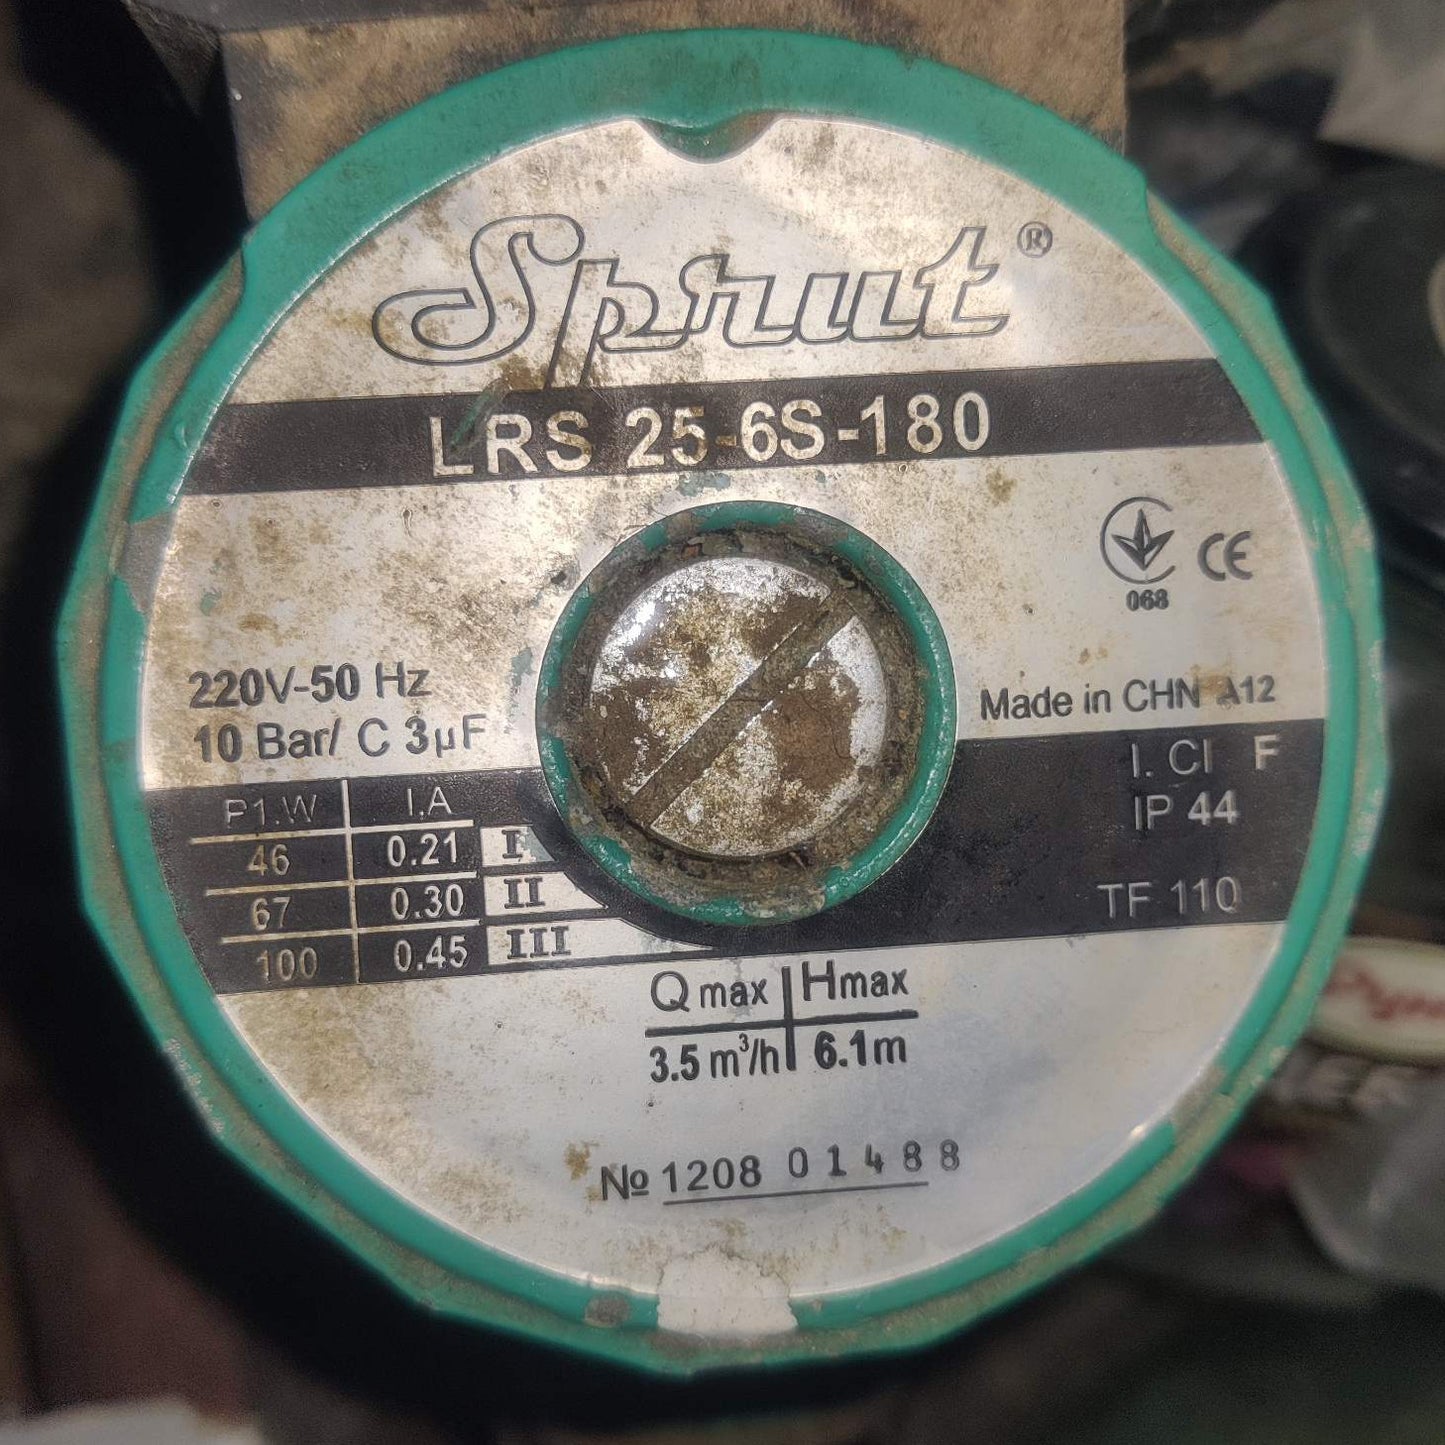 Sprut®
LRS 25-6S-180
068
CE
220V-50 Hz
10 Bar/ C 3µF
Made in CHN A12
I. Cl F
IP 44
TF 110
P1.W I.A
46 0.21 I
67 0.30 II
100 0.45 III
Q max Hmax
3.5 m³/h 6.1m
№ 1208 01488